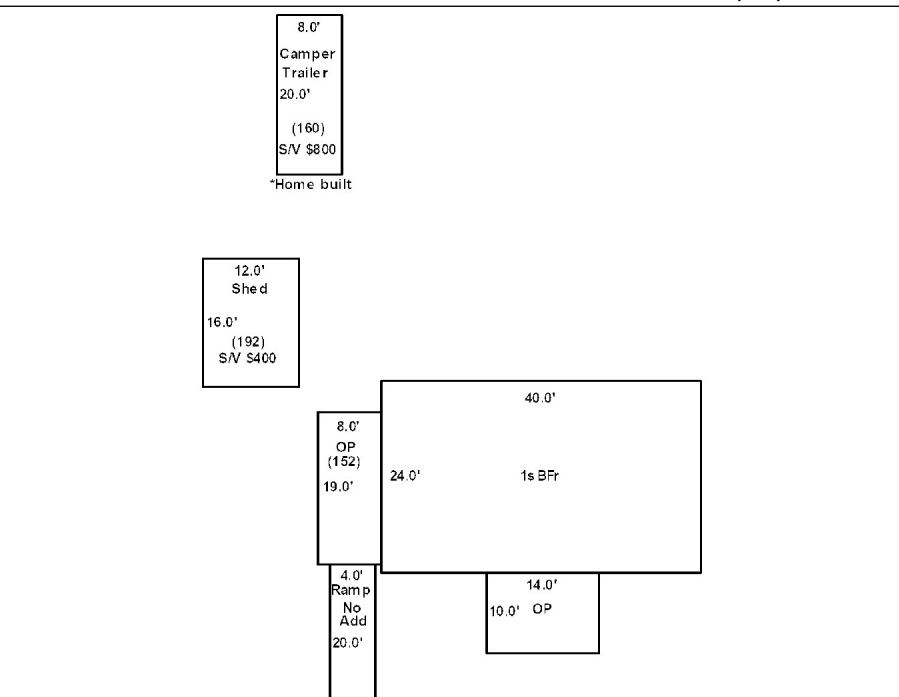 8.0'
Camper
Trailer
20.0'
(160)
S/V $800
*Home built
12.0'
Shed
16.0'
(192)
S/V $400
40.0'
24.0'
1s BFr
8.0'
OP
(152)
19.0'
4.0'
Ramp
No
Add
20.0'
14.0'
10.0' OP